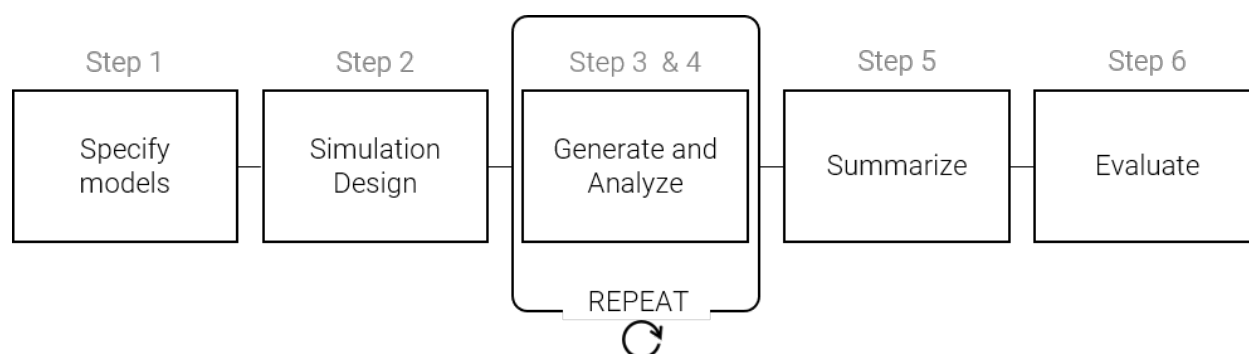 Step 1
Step 2
Step 3 & 4
Step 5
Step 6
Specify
models
Simulation
Design
Generate and
Analyze
Summarize
Evaluate
REPEAT